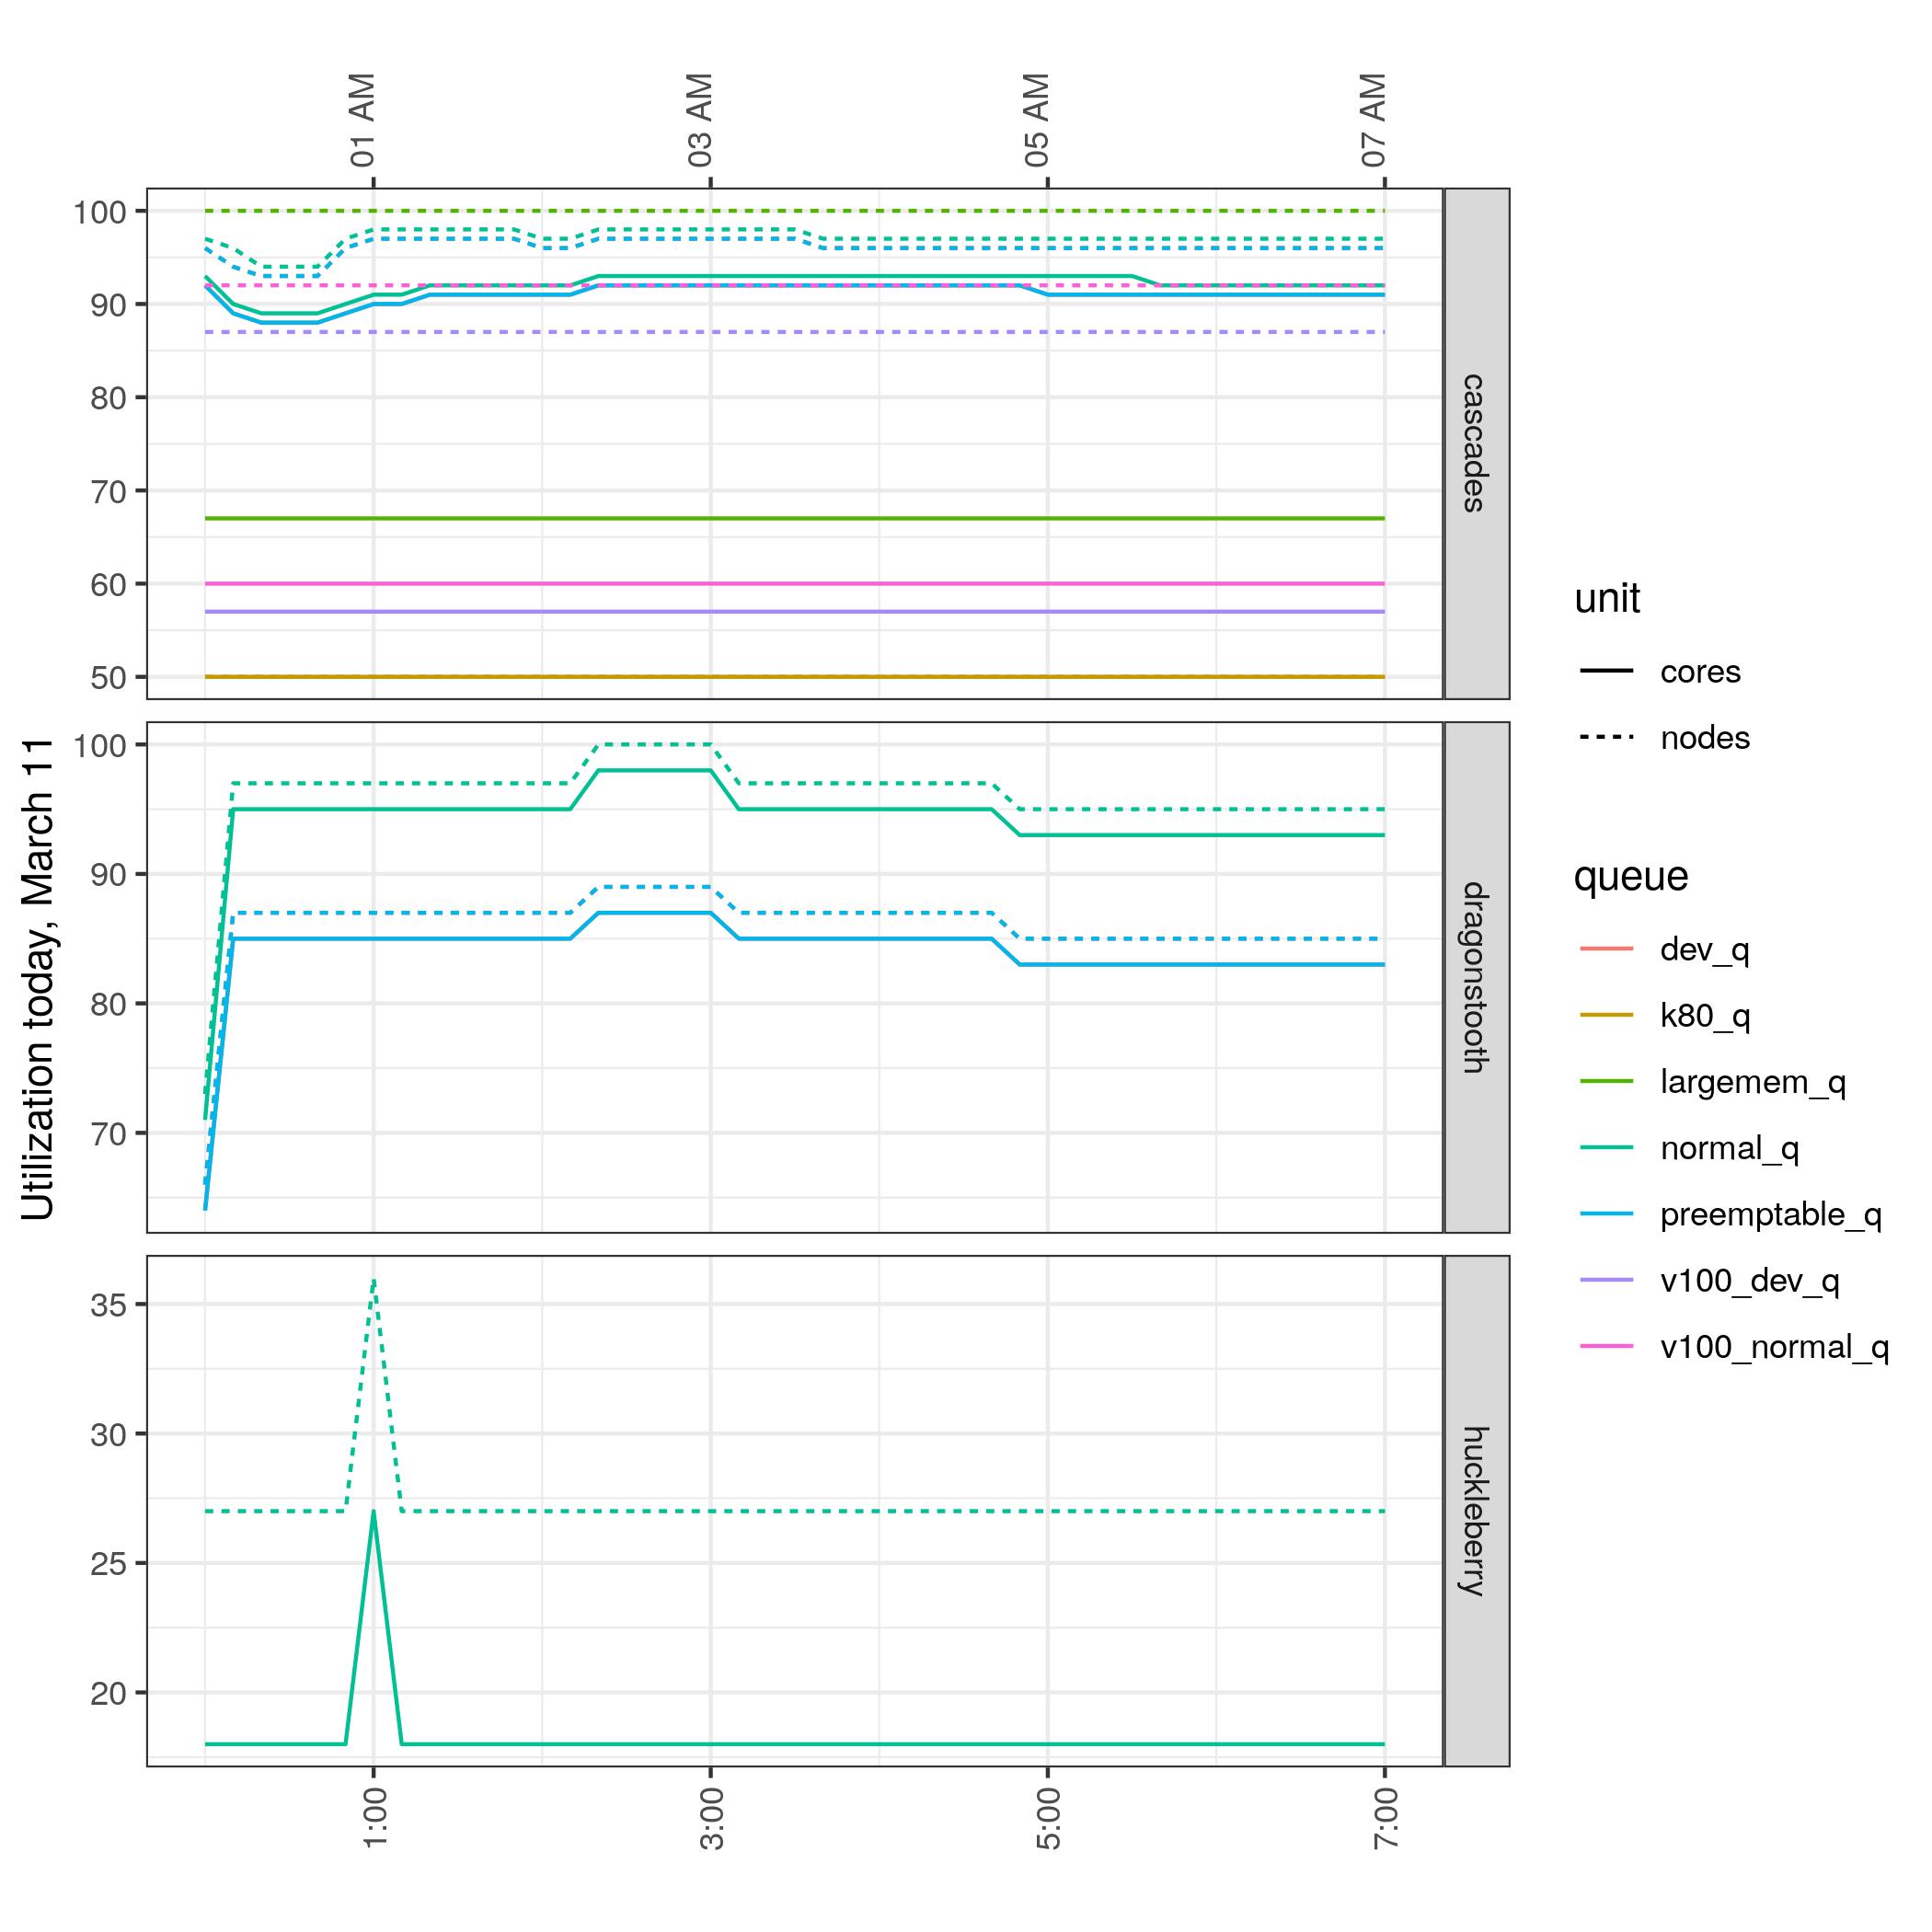 01 AM
03 AM
05 AM
07 AM
100
90
80
70
60
50
cascades
Utilization today, March 11
100
90
80
70
dragonstooth
35
30
25
20
huckleberry
1:00
3:00
5:00
7:00
unit
cores
nodes
queue
dev_q
k80_q
largemem_q
normal_q
preemptable_q
v100_dev_q
v100_normal_q